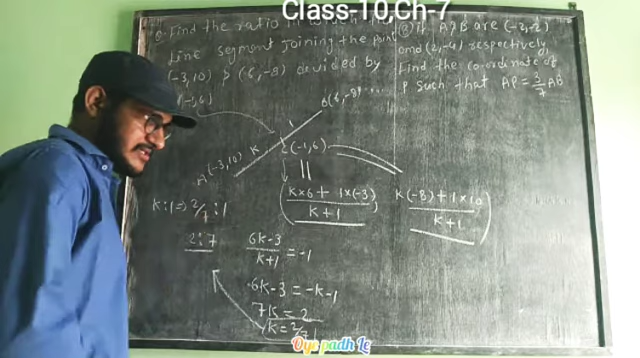 Class-10,Ch-7
Q. Find the ratio in which
Line segment joining the point
(-3,10) & (6,-8) devided by
(-1,6)
② if A & B are (-2,-2)
and (2,-4) respectively
Find the co-ordinate of
P such that AP = 3/7 AB
B(6,-8)
1
K
A(-3,10)
C(-1,6)
(K×6 + 1×(-3) / K+1,
K(-8)+1×10 / K+1)
K:1 => 2/7:1
2:7
6K-3 / K+1 = -1
6K-3 = -K-1
7K = 2
K = 2/7
Oye padh Le